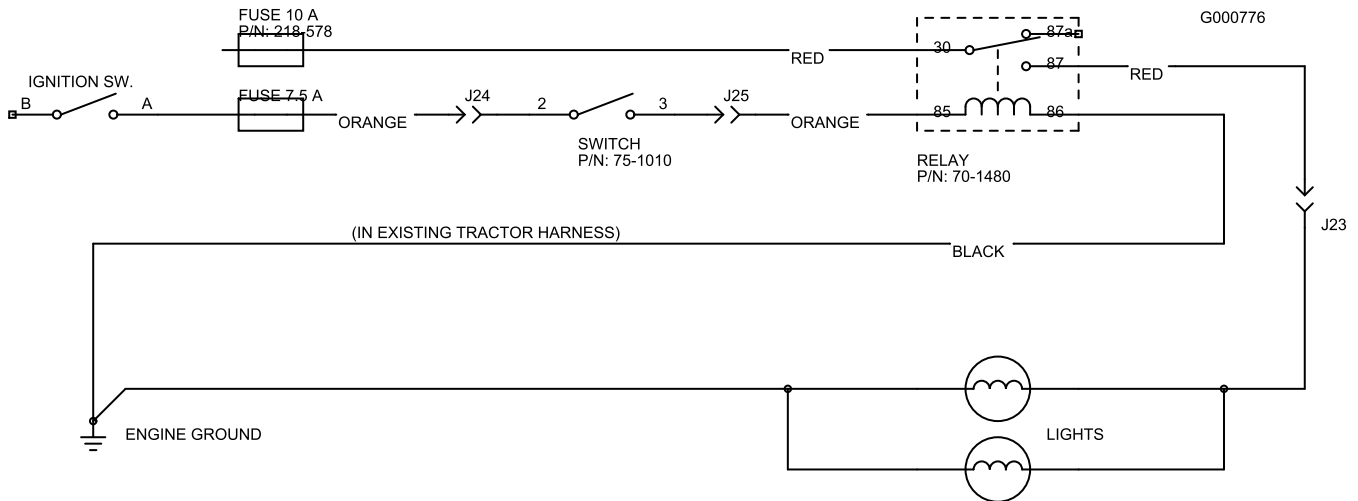 FUSE 10 A
P/N: 218-578
G000776
30
87a
87
RED
RED
IGNITION SW.
B
A
FUSE 7.5 A
ORANGE
J24
2
3
J25
ORANGE
85
86
SWITCH
P/N: 75-1010
RELAY
P/N: 70-1480
J23
(IN EXISTING TRACTOR HARNESS)
BLACK
ENGINE GROUND
LIGHTS